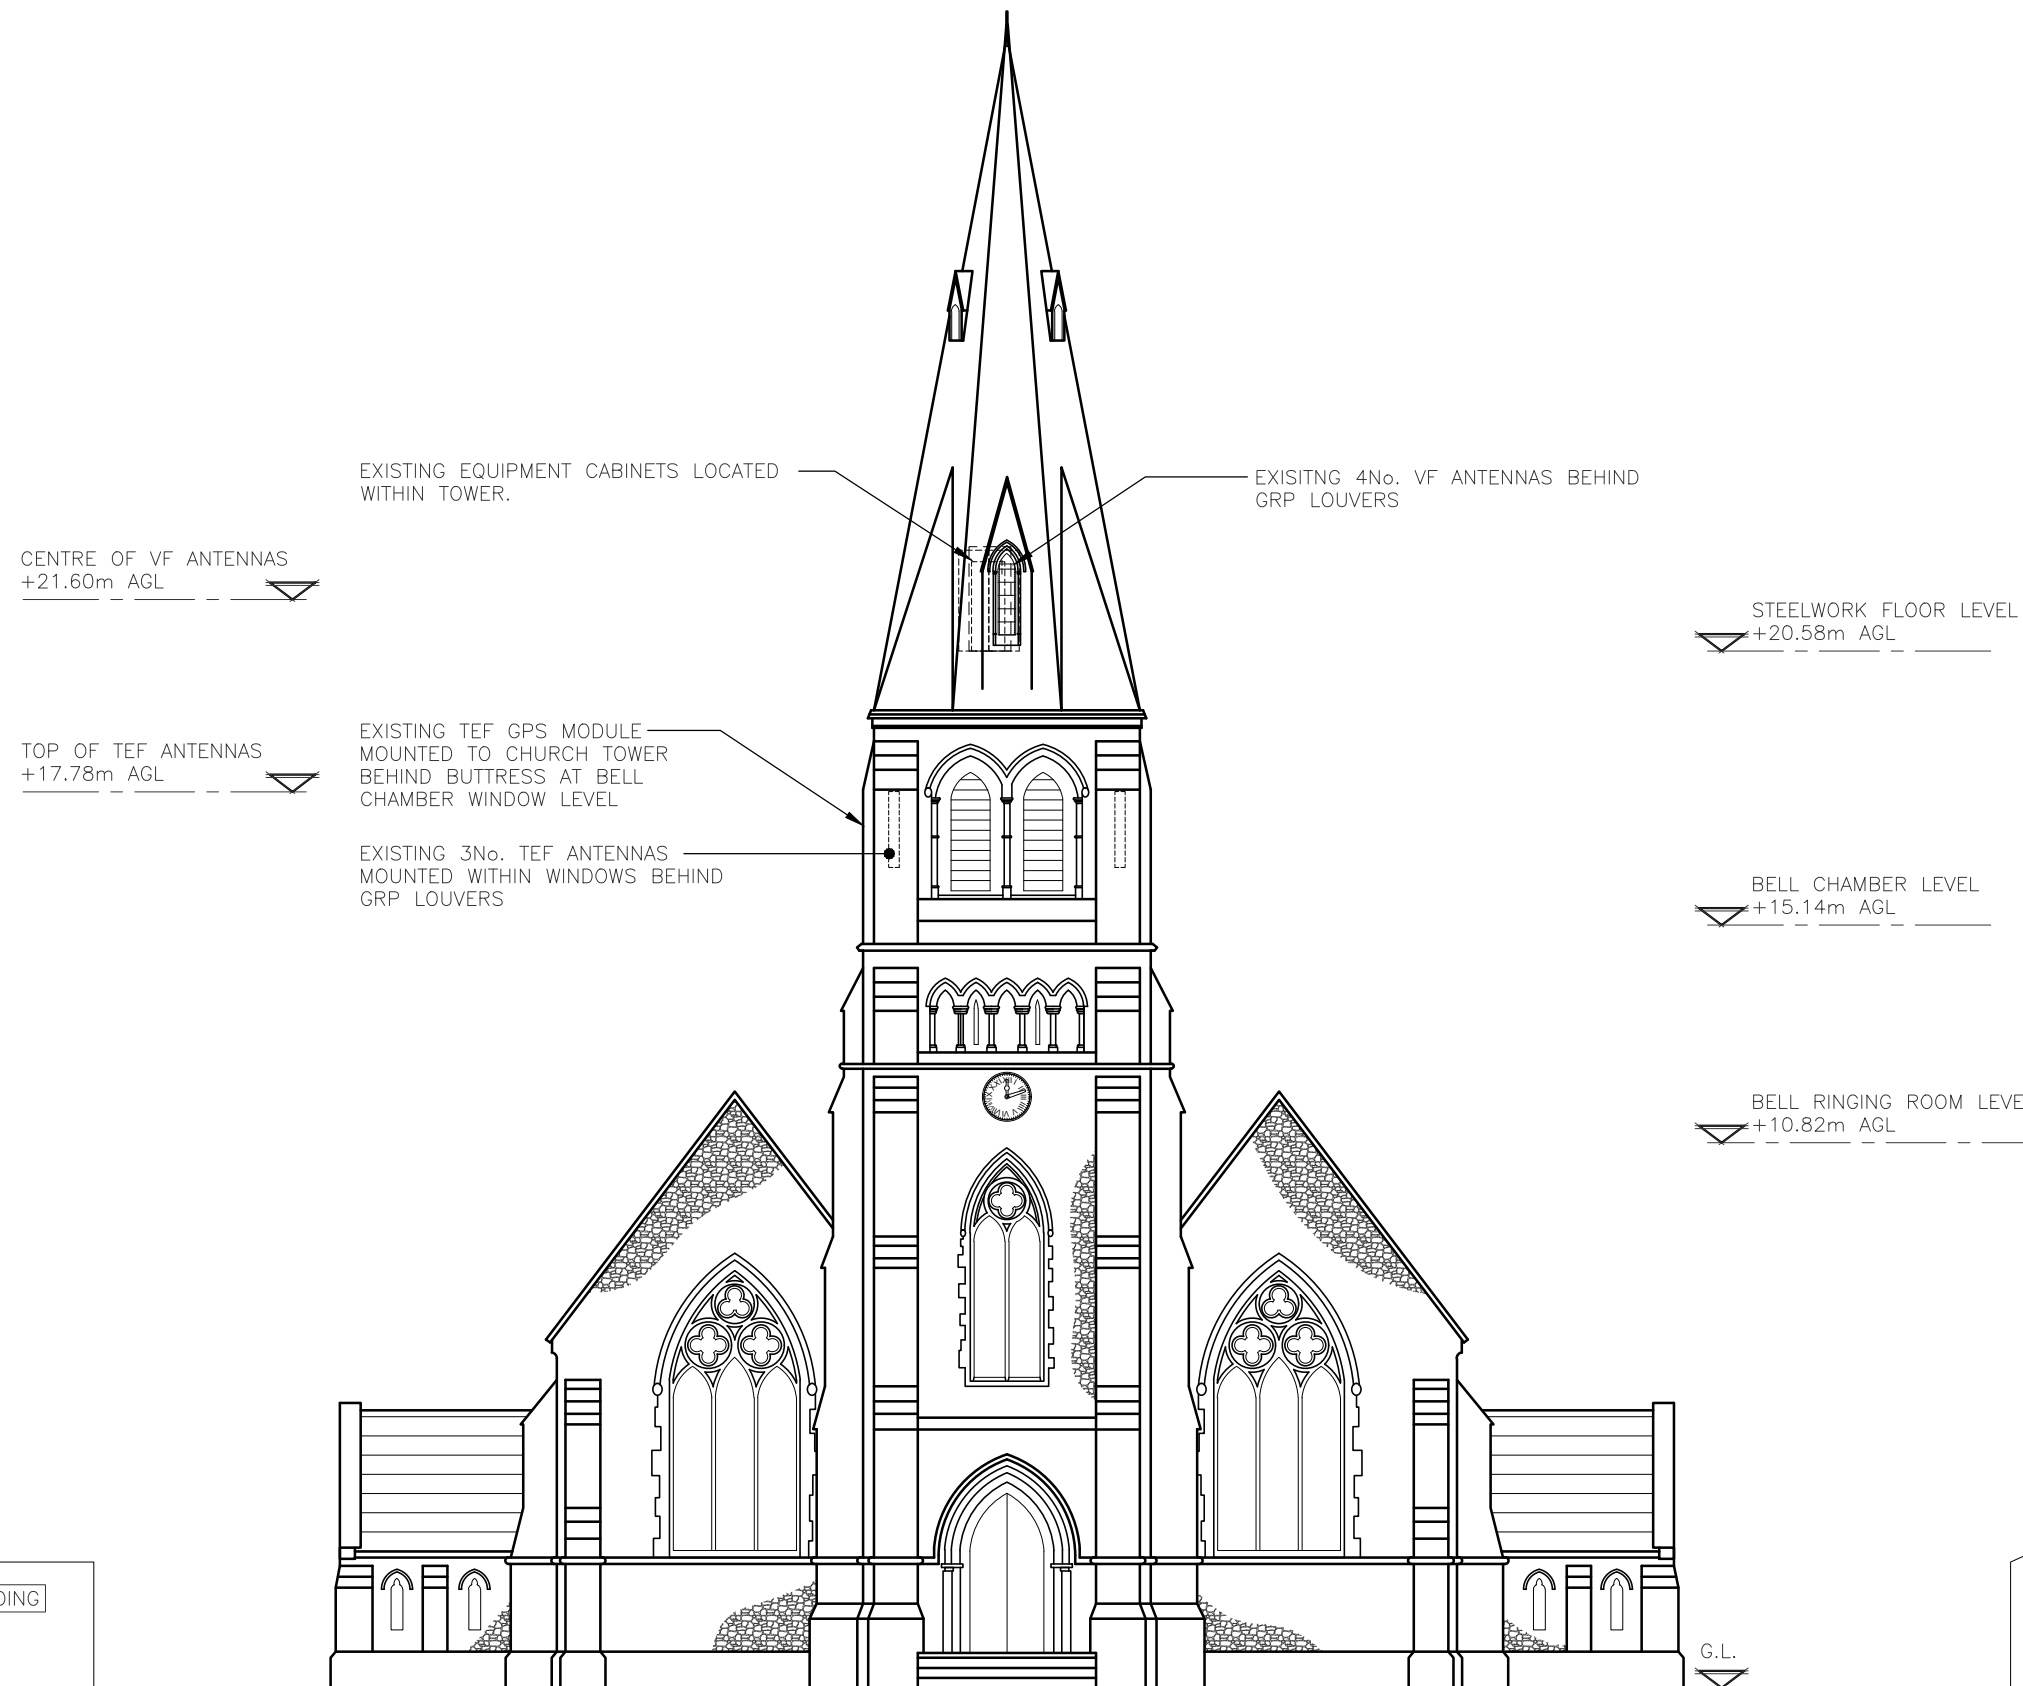 EXISTING EQUIPMENT CABINETS LOCATED
WITHIN TOWER.
EXISITNG 4No. VF ANTENNAS BEHIND
GRP LOUVERS
CENTRE OF VF ANTENNAS
+21.60m AGL
STEELWORK FLOOR LEVEL
+20.58m AGL
TOP OF TEF ANTENNAS
+17.78m AGL
EXISTING TEF GPS MODULE
MOUNTED TO CHURCH TOWER
BEHIND BUTTRESS AT BELL
CHAMBER WINDOW LEVEL
EXISTING 3No. TEF ANTENNAS
MOUNTED WITHIN WINDOWS BEHIND
GRP LOUVERS
BELL CHAMBER LEVEL
+15.14m AGL
BELL RINGING ROOM LEVE
+10.82m AGL
DING
G.L.